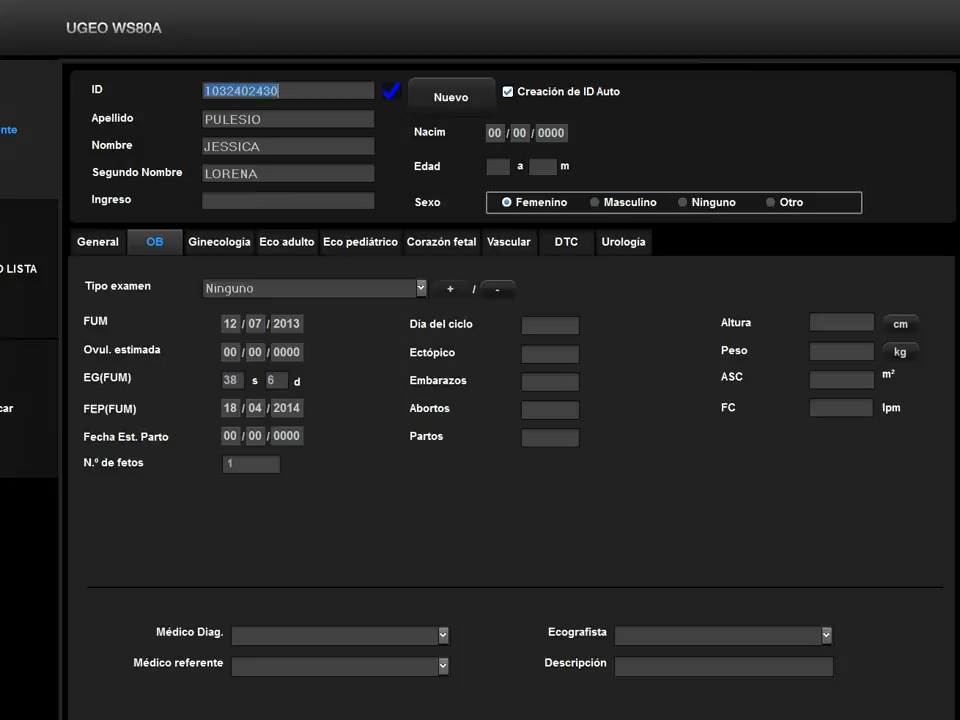 UGEO WS80A
ID 1032402430 Nuevo Creación de ID Auto
Apellido PULESIO
Nombre JESSICA
Segundo Nombre LORENA
Ingreso
Nacim 00 / 00 / 0000
Edad a m
Sexo Femenino Masculino Ninguno Otro
nte
O LISTA
car
General OB Ginecología Eco adulto Eco pediátrico Corazón fetal Vascular DTC Urología
Tipo examen Ninguno + / -
FUM 12 / 07 / 2013
Ovul. estimada 00 / 00 / 0000
EG(FUM) 38 s 6 d
FEP(FUM) 18 / 04 / 2014
Fecha Est. Parto 00 / 00 / 0000
N.º de fetos 1
Día del ciclo
Ectópico
Embarazos
Abortos
Partos
Altura cm
Peso kg
ASC m²
FC lpm
Médico Diag.
Médico referente
Ecografista
Descripción